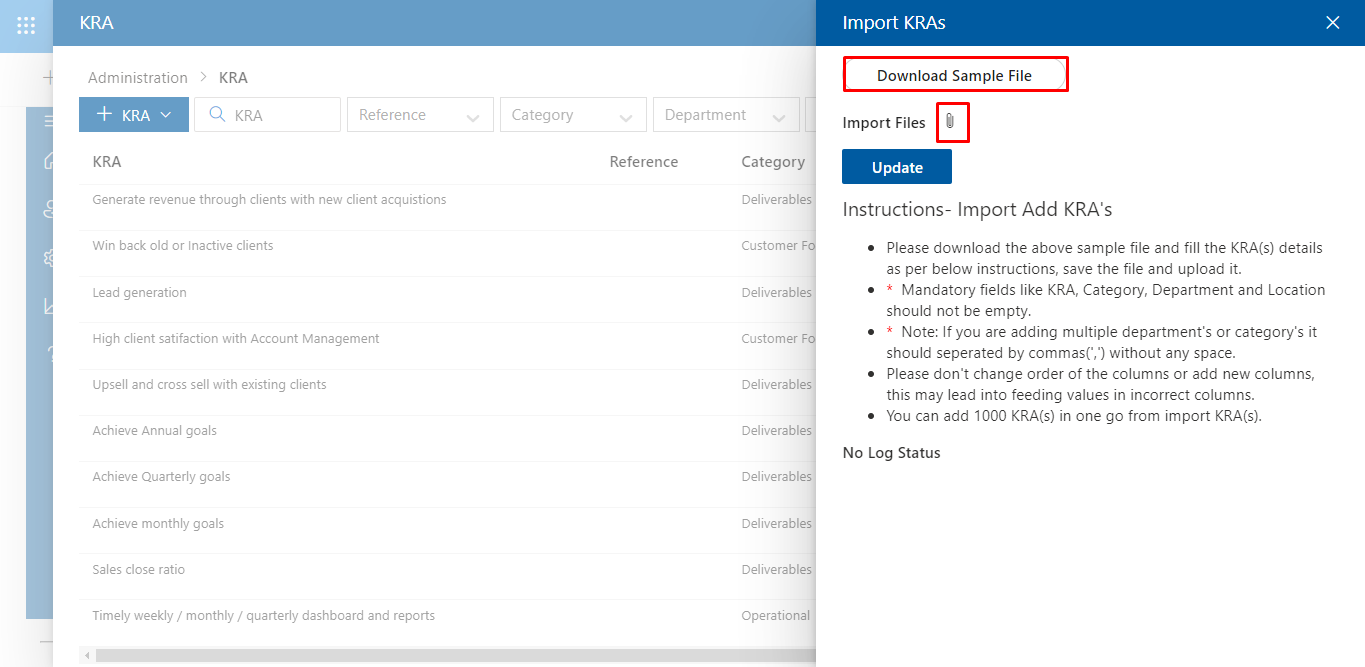 KRA
Import KRAs
Administration > KRA
KRA
KRA
Reference
Category
Department
KRA Reference Category
Generate revenue through clients with new client acquistions Deliverables
Win back old or Inactive clients Customer Fo
Lead generation Deliverables
High client satifaction with Account Management Customer Fo
Upsell and cross sell with existing clients Deliverables
Achieve Annual goals Deliverables
Achieve Quarterly goals Deliverables
Achieve monthly goals Deliverables
Sales close ratio Deliverables
Timely weekly / monthly / quarterly dashboard and reports Operational
Download Sample File
Import Files
Update
Instructions- Import Add KRA's
Please download the above sample file and fill the KRA(s) details
as per below instructions, save the file and upload it.
* Mandatory fields like KRA, Category, Department and Location
should not be empty.
* Note: If you are adding multiple department's or category's it
should seperated by commas(',') without any space.
Please don't change order of the columns or add new columns,
this may lead into feeding values in incorrect columns.
You can add 1000 KRA(s) in one go from import KRA(s).
No Log Status